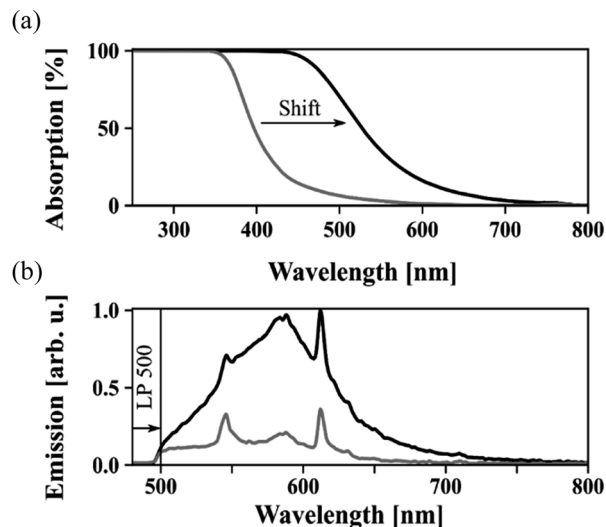 (a)
Absorption [%]
100
50
0
Shift
300 400 500 600 700 800
Wavelength [nm]
(b)
Emission [arb. u.]
1.0
0.5
0.0
LP 500
500 600 700 800
Wavelength [nm]